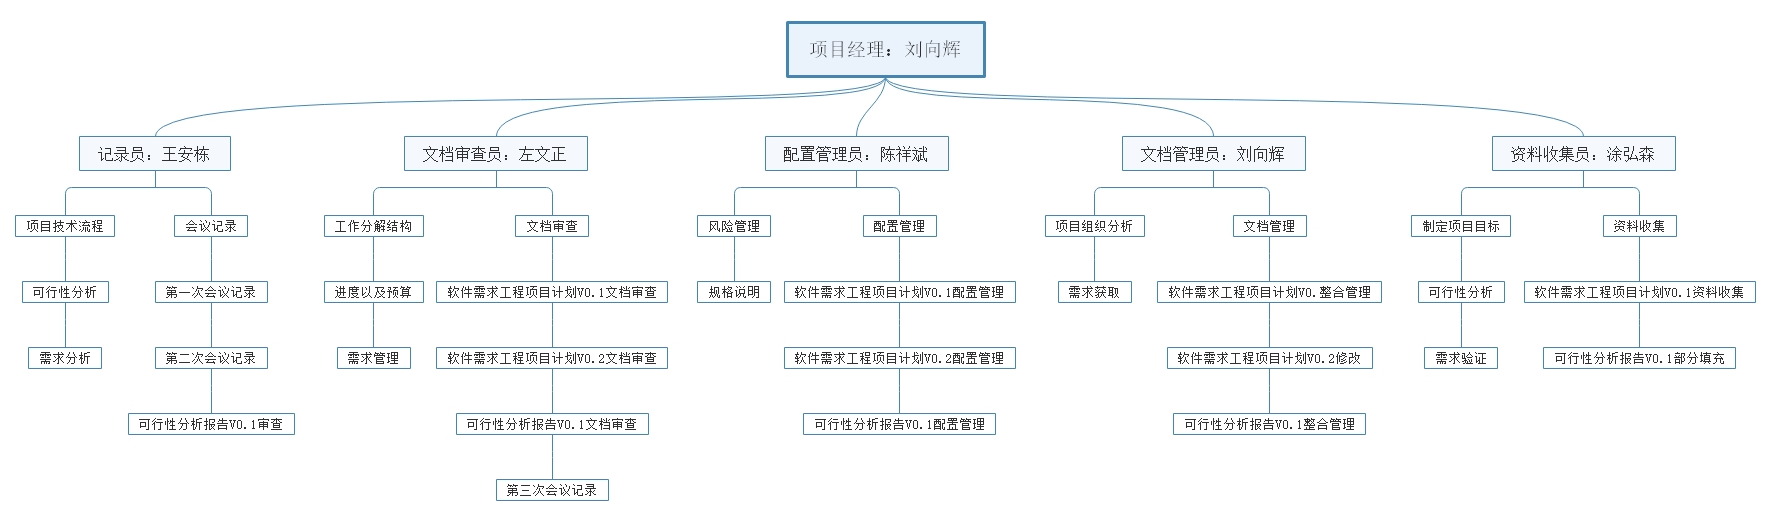 项目经理：刘向辉
记录员：王安栋
文档审查员：左文正
配置管理员：陈祥斌
文档管理员：刘向辉
资料收集员：涂弘森
项目技术流程
会议记录
工作分解结构
文档审查
风险管理
配置管理
项目组织分析
文档管理
制定项目目标
资料收集
可行性分析
第一次会议记录
进度以及预算
软件需求工程项目计划V0.1文档审查
规格说明
软件需求工程项目计划V0.1配置管理
需求获取
软件需求工程项目计划V0.整合管理
可行性分析
软件需求工程项目计划V0.1资料收集
需求分析
第二次会议记录
需求管理
软件需求工程项目计划V0.2文档审查
软件需求工程项目计划V0.2配置管理
软件需求工程项目计划V0.2修改
需求验证
可行性分析报告V0.1部分填充
可行性分析报告V0.1审查
可行性分析报告V0.1文档审查
可行性分析报告V0.1配置管理
可行性分析报告V0.1整合管理
第三次会议记录